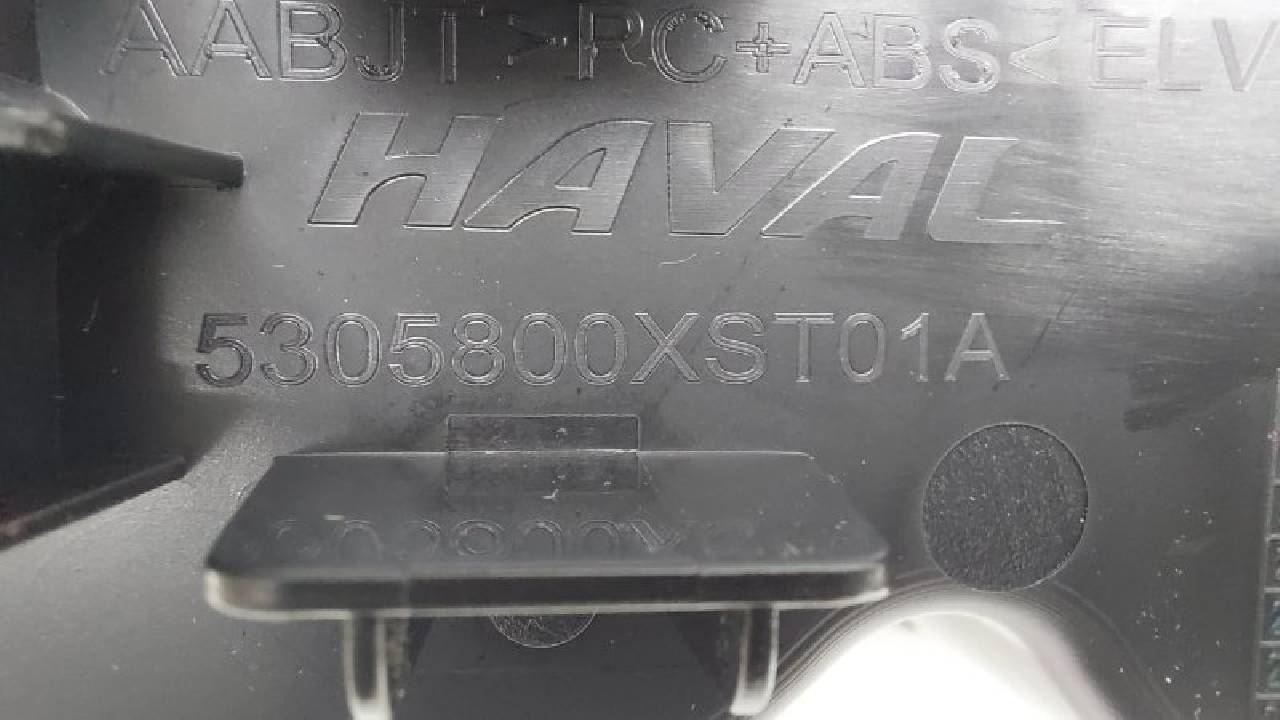 AABJT >PC+ABS< ELV
HAVAL
5305800XST01A